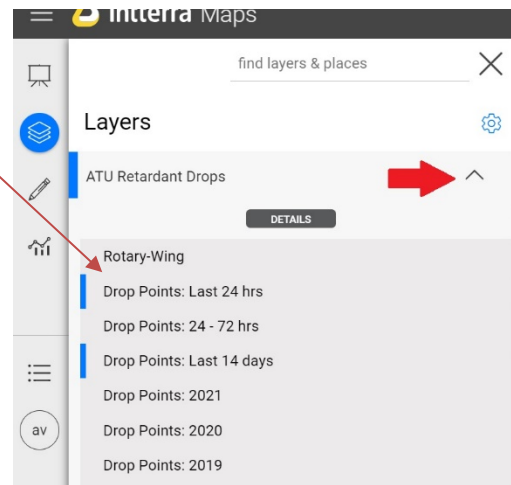 Intterra Maps
find layers & places
Layers
ATU Retardant Drops
DETAILS
Rotary-Wing
Drop Points: Last 24 hrs
Drop Points: 24 - 72 hrs
Drop Points: Last 14 days
Drop Points: 2021
Drop Points: 2020
Drop Points: 2019
av